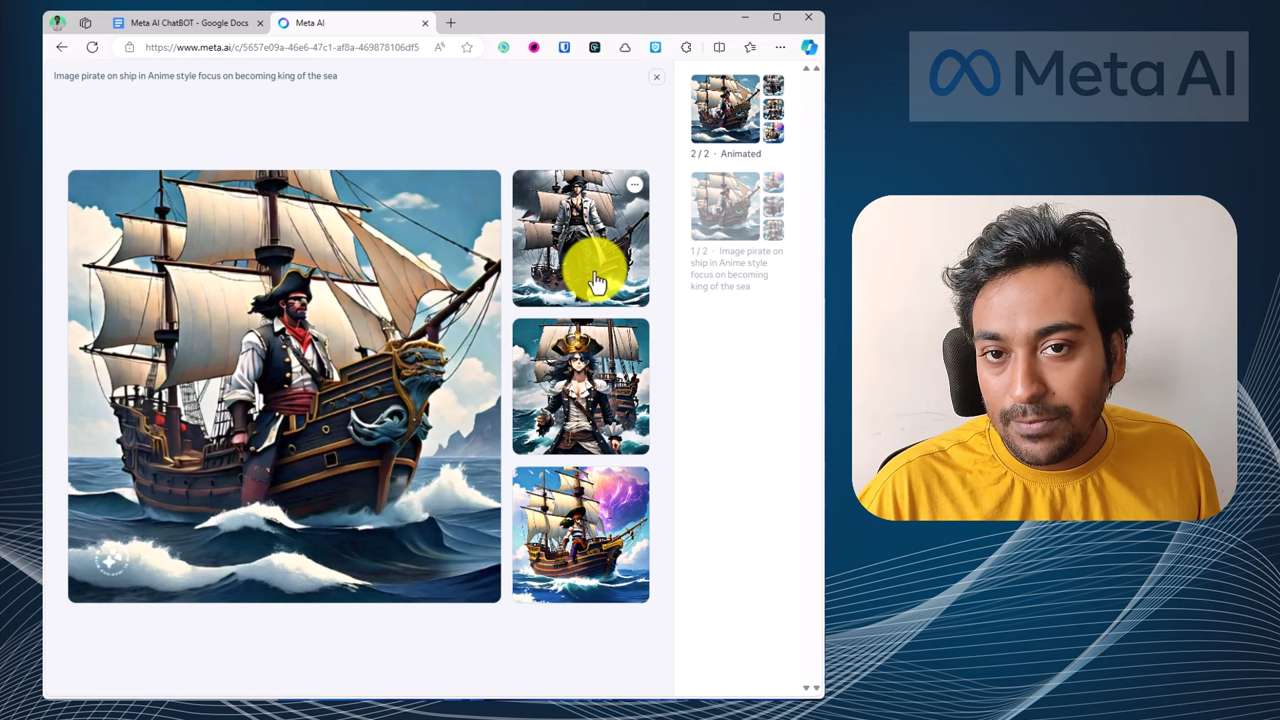 Meta AI ChatBOT - Google Docs
Meta AI
https://www.meta.ai/c/5657e09a-46e6-47c1-af8a-469878106df5
Image pirate on ship in Anime style focus on becoming king of the sea
2 / 2 · Animated
1 / 2 · Image pirate on
ship in Anime style
focus on becoming
king of the sea
Meta AI